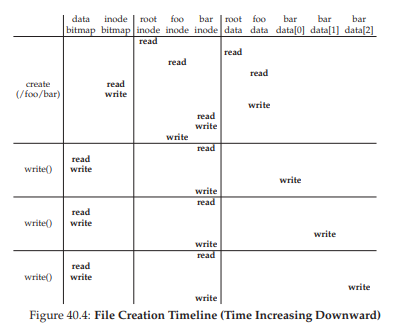 data inode root foo bar root foo bar bar bar
bitmap bitmap inode inode inode data data data[0] data[1] data[2]
read
read
read
read
create read
(/foo/bar) write
write
read
write
write
read
read
write() write
write
write
read
read
write() write
write
write
read
read
write() write
write
write
Figure 40.4: File Creation Timeline (Time Increasing Downward)